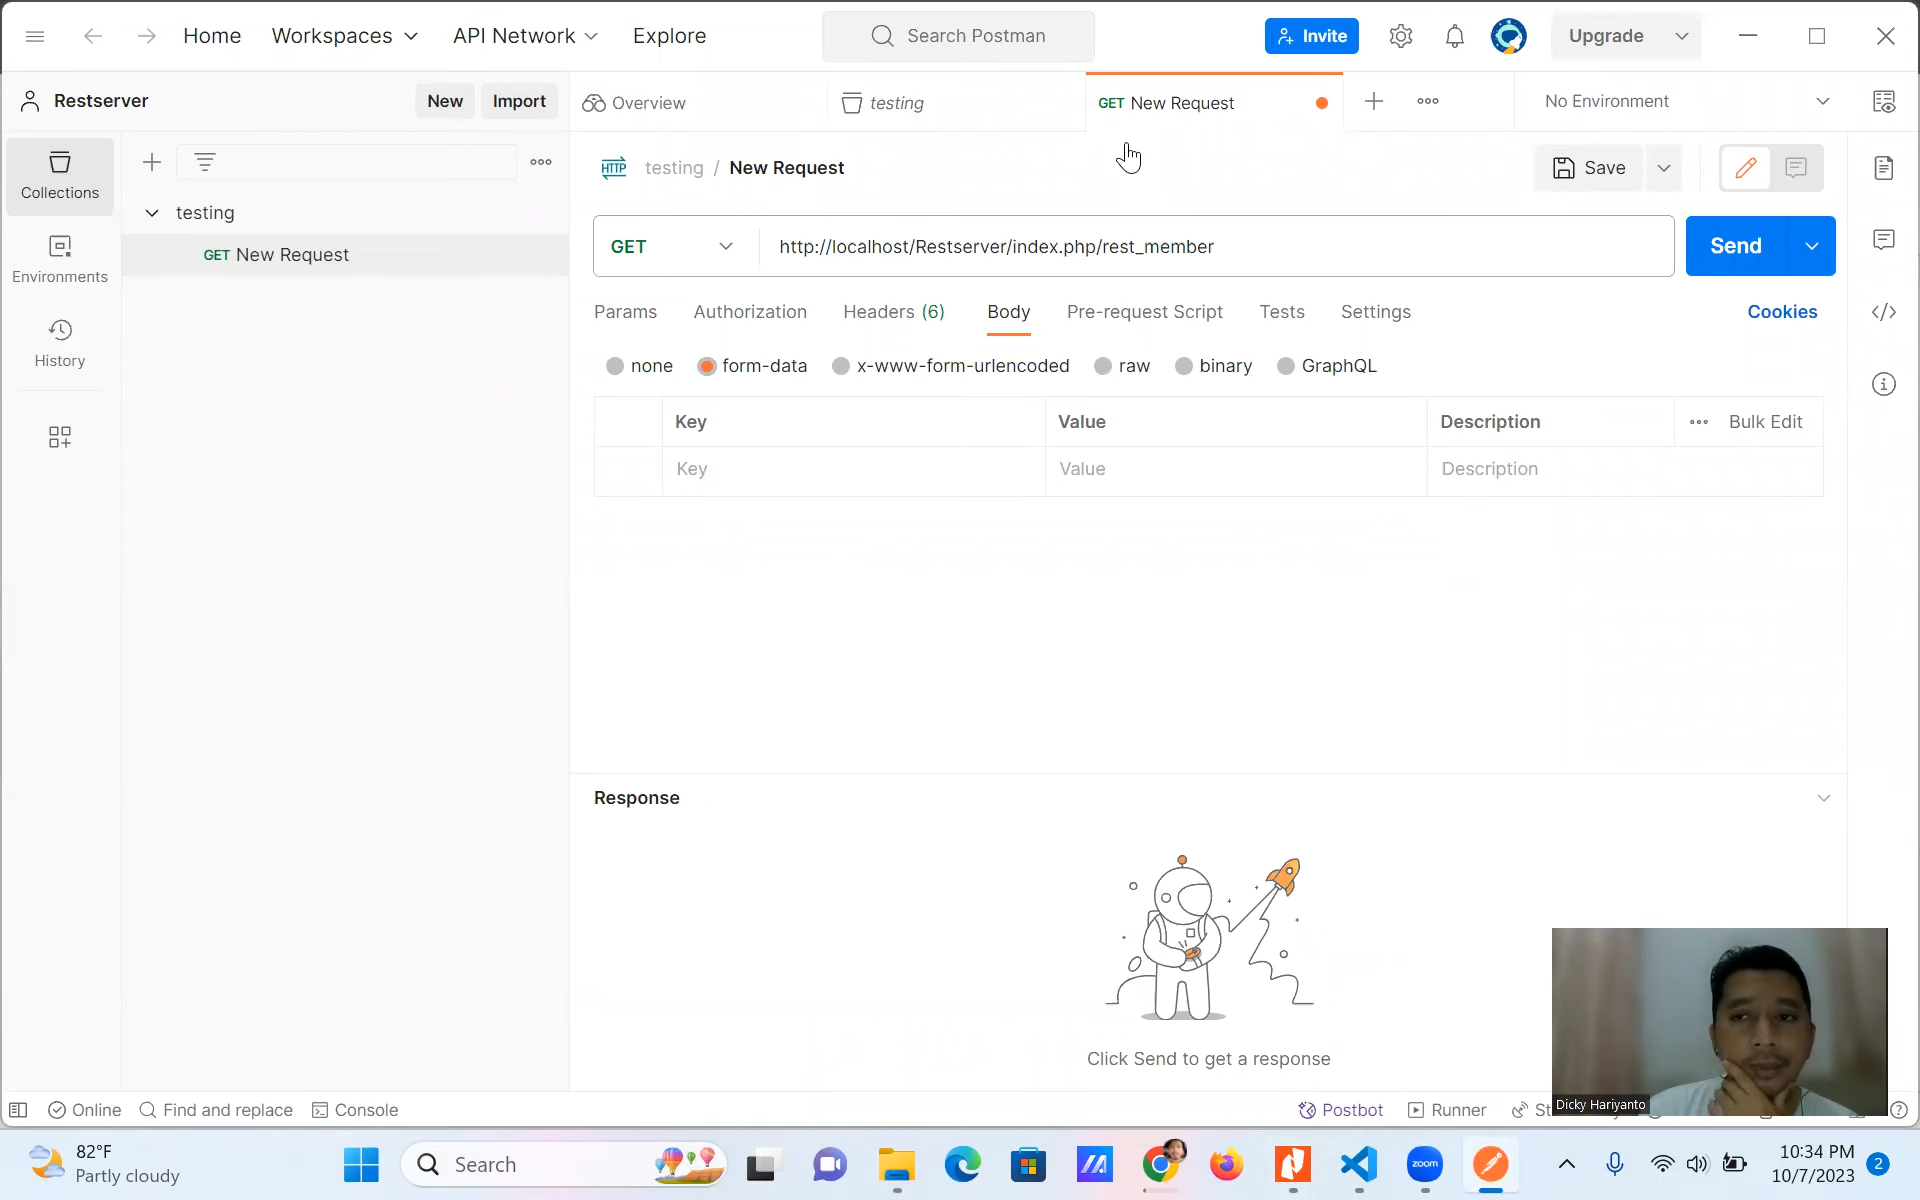 Home
Workspaces
API Network
Explore
Search Postman
Invite
Upgrade
Restserver
New
Import
Overview
testing
GET New Request
No Environment
HTTP
testing / New Request
Save
Collections
testing
GET New Request
Environments
History
GET
http://localhost/Restserver/index.php/rest_member
Send
Params
Authorization
Headers (6)
Body
Pre-request Script
Tests
Settings
Cookies
none
form-data
x-www-form-urlencoded
raw
binary
GraphQL
Key
Value
Description
Bulk Edit
Key
Value
Description
Response
Click Send to get a response
Dicky Hariyanto
Online
Find and replace
Console
Postbot
Runner
82°F
Partly cloudy
Search
zoom
10:34 PM
10/7/2023
2